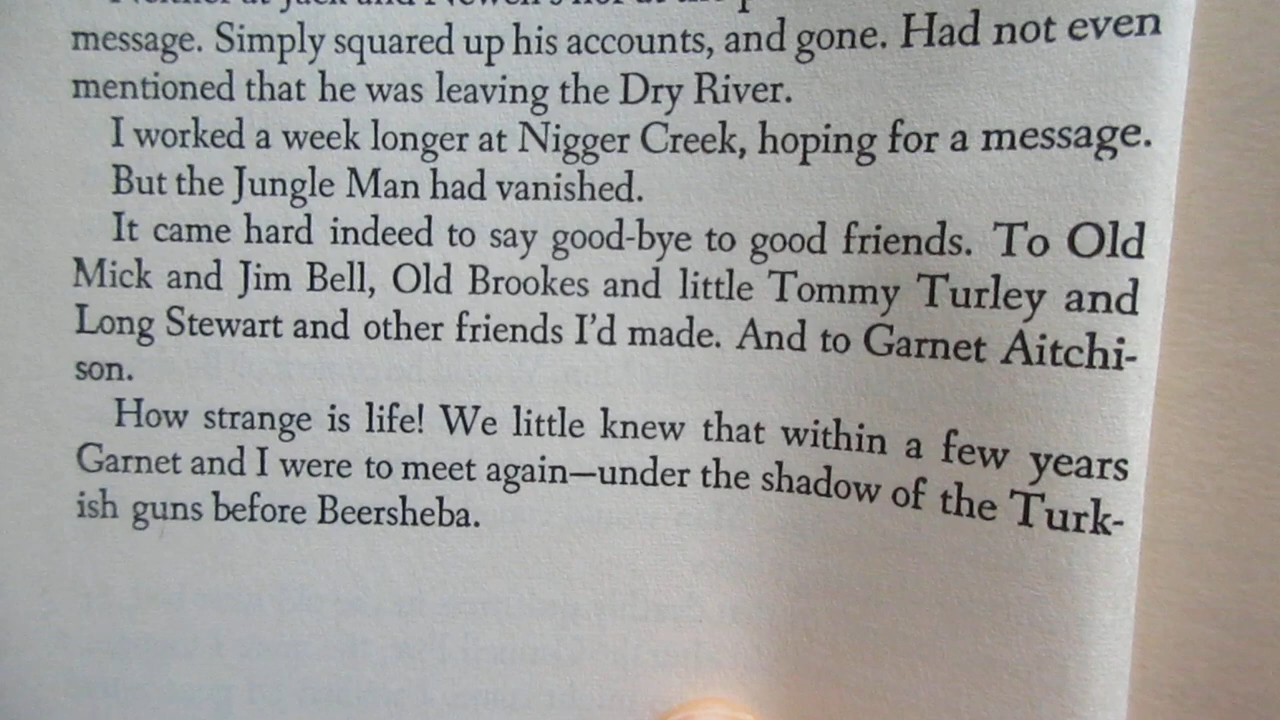 message. Simply squared up his accounts, and gone. Had not even
mentioned that he was leaving the Dry River.
I worked a week longer at Nigger Creek, hoping for a message.
But the Jungle Man had vanished.
It came hard indeed to say good-bye to good friends. To Old
Mick and Jim Bell, Old Brookes and little Tommy Turley and
Long Stewart and other friends I'd made. And to Garnet Aitchi-
son.
How strange is life! We little knew that within a few years
Garnet and I were to meet again—under the shadow of the Turk-
ish guns before Beersheba.